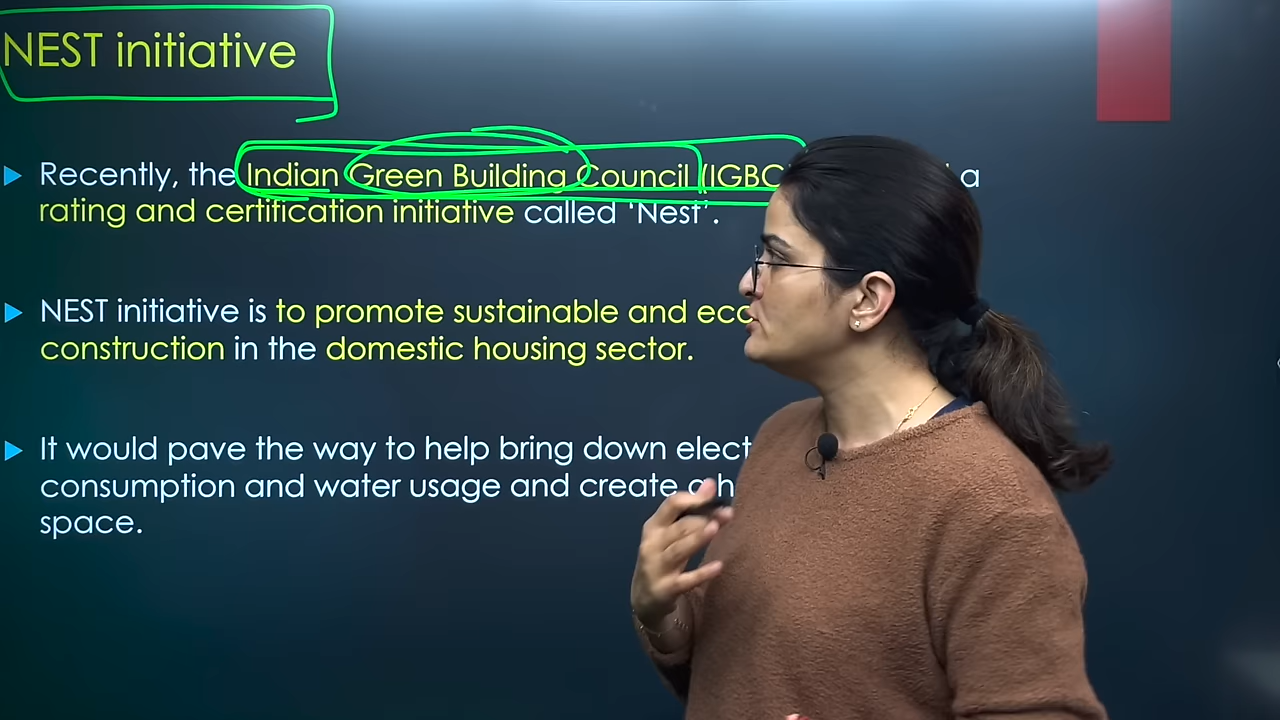 NEST initiative
Recently, the Indian Green Building Council (IGBC a
rating and certification initiative called ‘Nest’.
NEST initiative is to promote sustainable and
construction in the domestic housing sector.
It would pave the way to help bring down
consumption and water usage and create a
space.